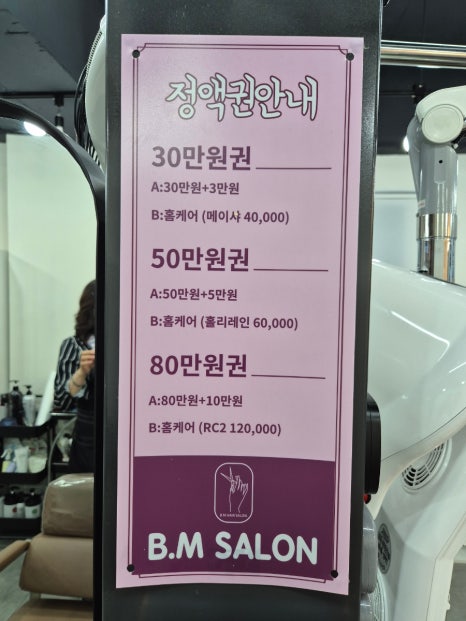 정액권안내
30만원권
A:30만원+3만원
B:홈케어 (메이샤 40,000)
50만원권
A:50만원+5만원
B:홈케어 (홀리레인 60,000)
80만원권
A:80만원+10만원
B:홈케어 (RC2 120,000)
B.M HAIR SALON
B.M SALON